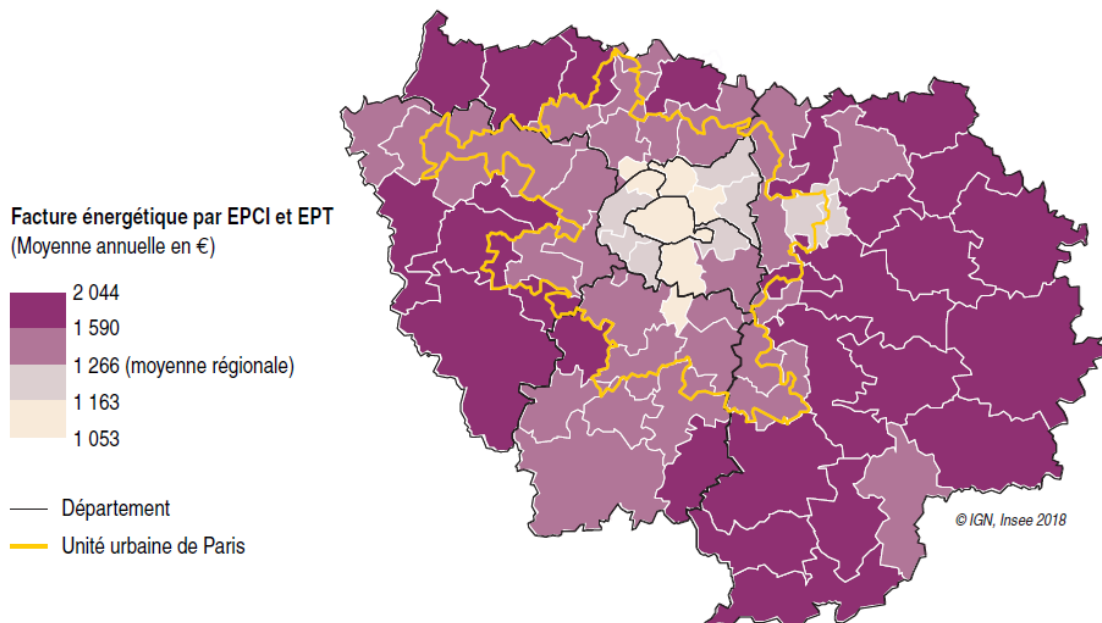 Facture énergétique par EPCI et EPT
(Moyenne annuelle en €)
2 044
1 590
1 266 (moyenne régionale)
1 163
1 053
Département
Unité urbaine de Paris
© IGN, Insee 2018